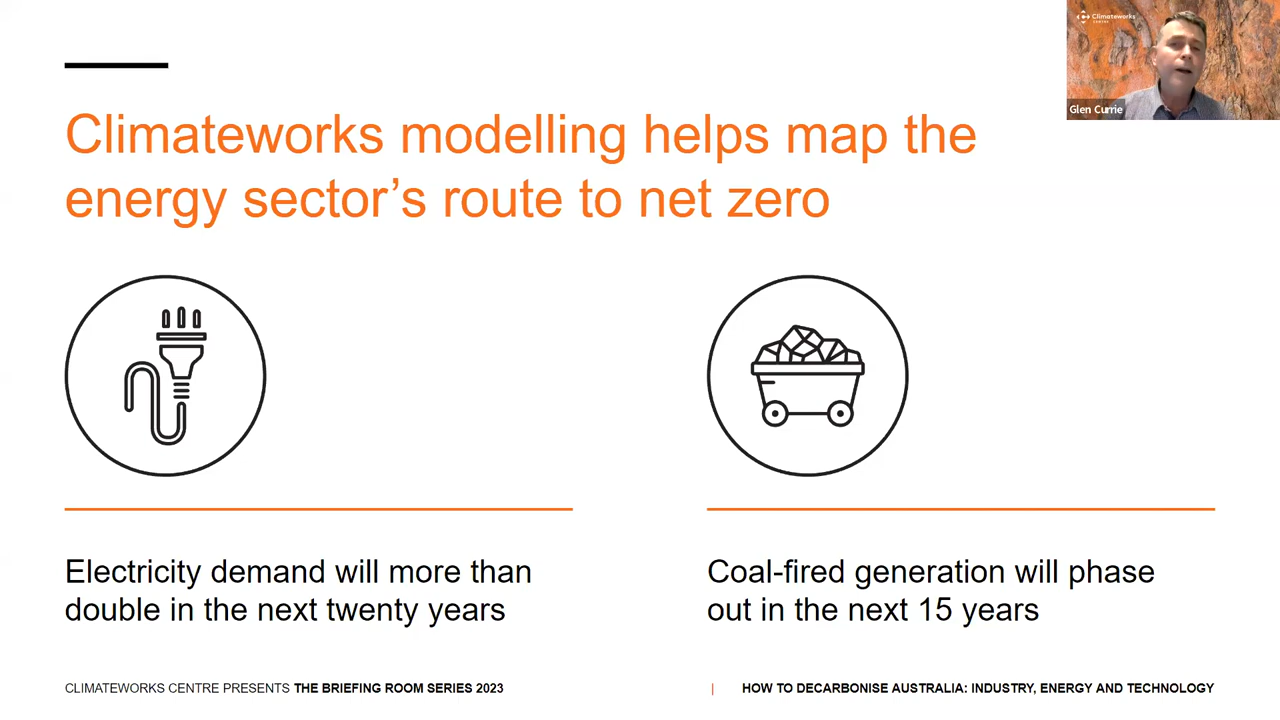 Climateworks
CENTRE
Glen Currie
Climateworks modelling helps map the
energy sector’s route to net zero
Electricity demand will more than
double in the next twenty years
Coal-fired generation will phase
out in the next 15 years
CLIMATEWORKS CENTRE PRESENTS THE BRIEFING ROOM SERIES 2023
| HOW TO DECARBONISE AUSTRALIA: INDUSTRY, ENERGY AND TECHNOLOGY